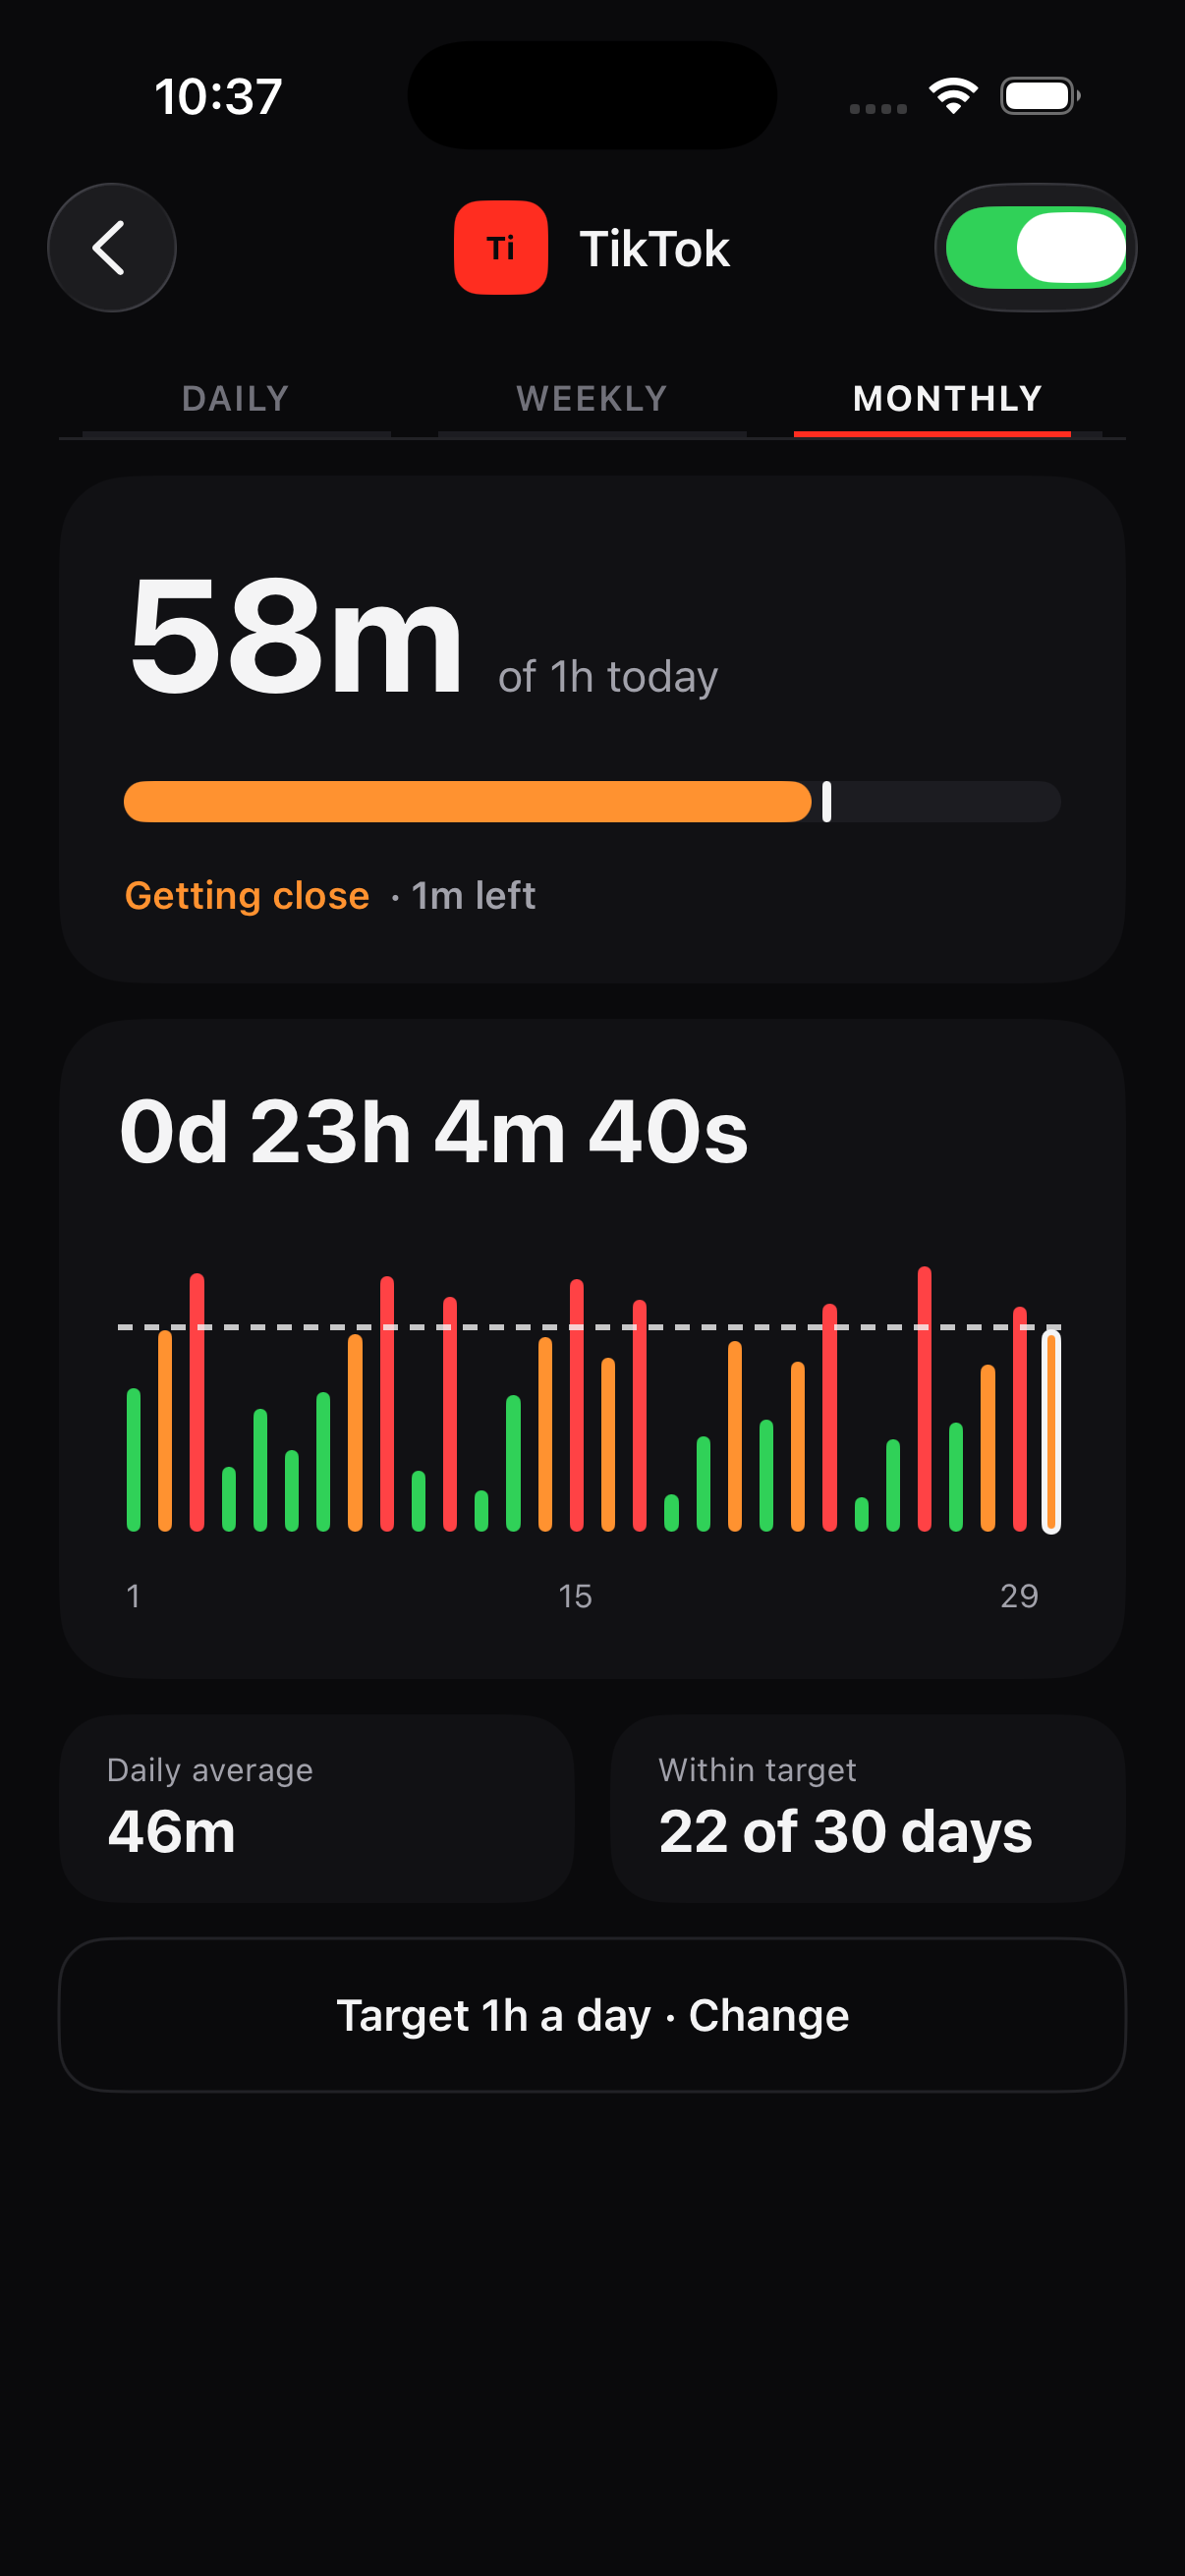 10:37
Ti TikTok
DAILY WEEKLY MONTHLY
58m of 1h today
Getting close · 1m left
0d 23h 4m 40s
1 15 29
Daily average
46m
Within target
22 of 30 days
Target 1h a day · Change